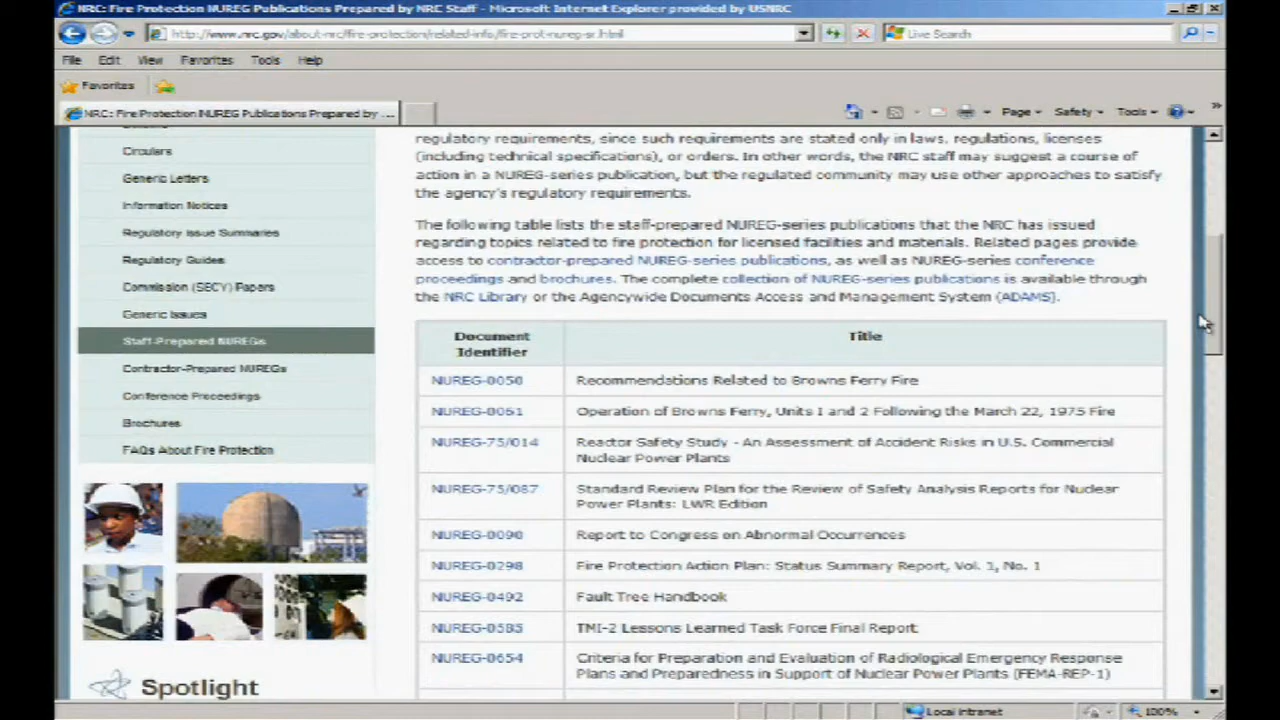 NRC: Fire Protection NUREG Publications Prepared by NRC Staff - Microsoft Internet Explorer provided by USNRC
http://www.nrc.gov/about-nrc/fire-protection/related-info/fire-prot-nureg-sr.html
Live Search
File Edit View Favorites Tools Help
Favorites
NRC: Fire Protection NUREG Publications Prepared by ...
Page Safety Tools
Circulars
Generic Letters
Information Notices
Regulatory Issue Summaries
Regulatory Guides
Commission (SECY) Papers
Generic Issues
Staff-Prepared NUREGs
Contractor-Prepared NUREGs
Conference Proceedings
Brochures
FAQs About Fire Protection
Spotlight
regulatory requirements, since such requirements are stated only in laws, regulations, licenses
(including technical specifications), or orders. In other words, the NRC staff may suggest a course of
action in a NUREG-series publication, but the regulated community may use other approaches to satisfy
the agency's regulatory requirements.
The following table lists the staff-prepared NUREG-series publications that the NRC has issued
regarding topics related to fire protection for licensed facilities and materials. Related pages provide
access to contractor-prepared NUREG-series publications, as well as NUREG-series conference
proceedings and brochures. The complete collection of NUREG-series publications is available through
the NRC Library or the Agencywide Documents Access and Management System (ADAMS).
Document Identifier Title
NUREG-0050 Recommendations Related to Browns Ferry Fire
NUREG-0061 Operation of Browns Ferry, Units 1 and 2 Following the March 22, 1975 Fire
NUREG-75/014 Reactor Safety Study - An Assessment of Accident Risks in U.S. Commercial
Nuclear Power Plants
NUREG-75/087 Standard Review Plan for the Review of Safety Analysis Reports for Nuclear
Power Plants: LWR Edition
NUREG-0090 Report to Congress on Abnormal Occurrences
NUREG-0298 Fire Protection Action Plan: Status Summary Report, Vol. 1, No. 1
NUREG-0492 Fault Tree Handbook
NUREG-0585 TMI-2 Lessons Learned Task Force Final Report
NUREG-0654 Criteria for Preparation and Evaluation of Radiological Emergency Response
Plans and Preparedness in Support of Nuclear Power Plants (FEMA-REP-1)
Local intranet
100%